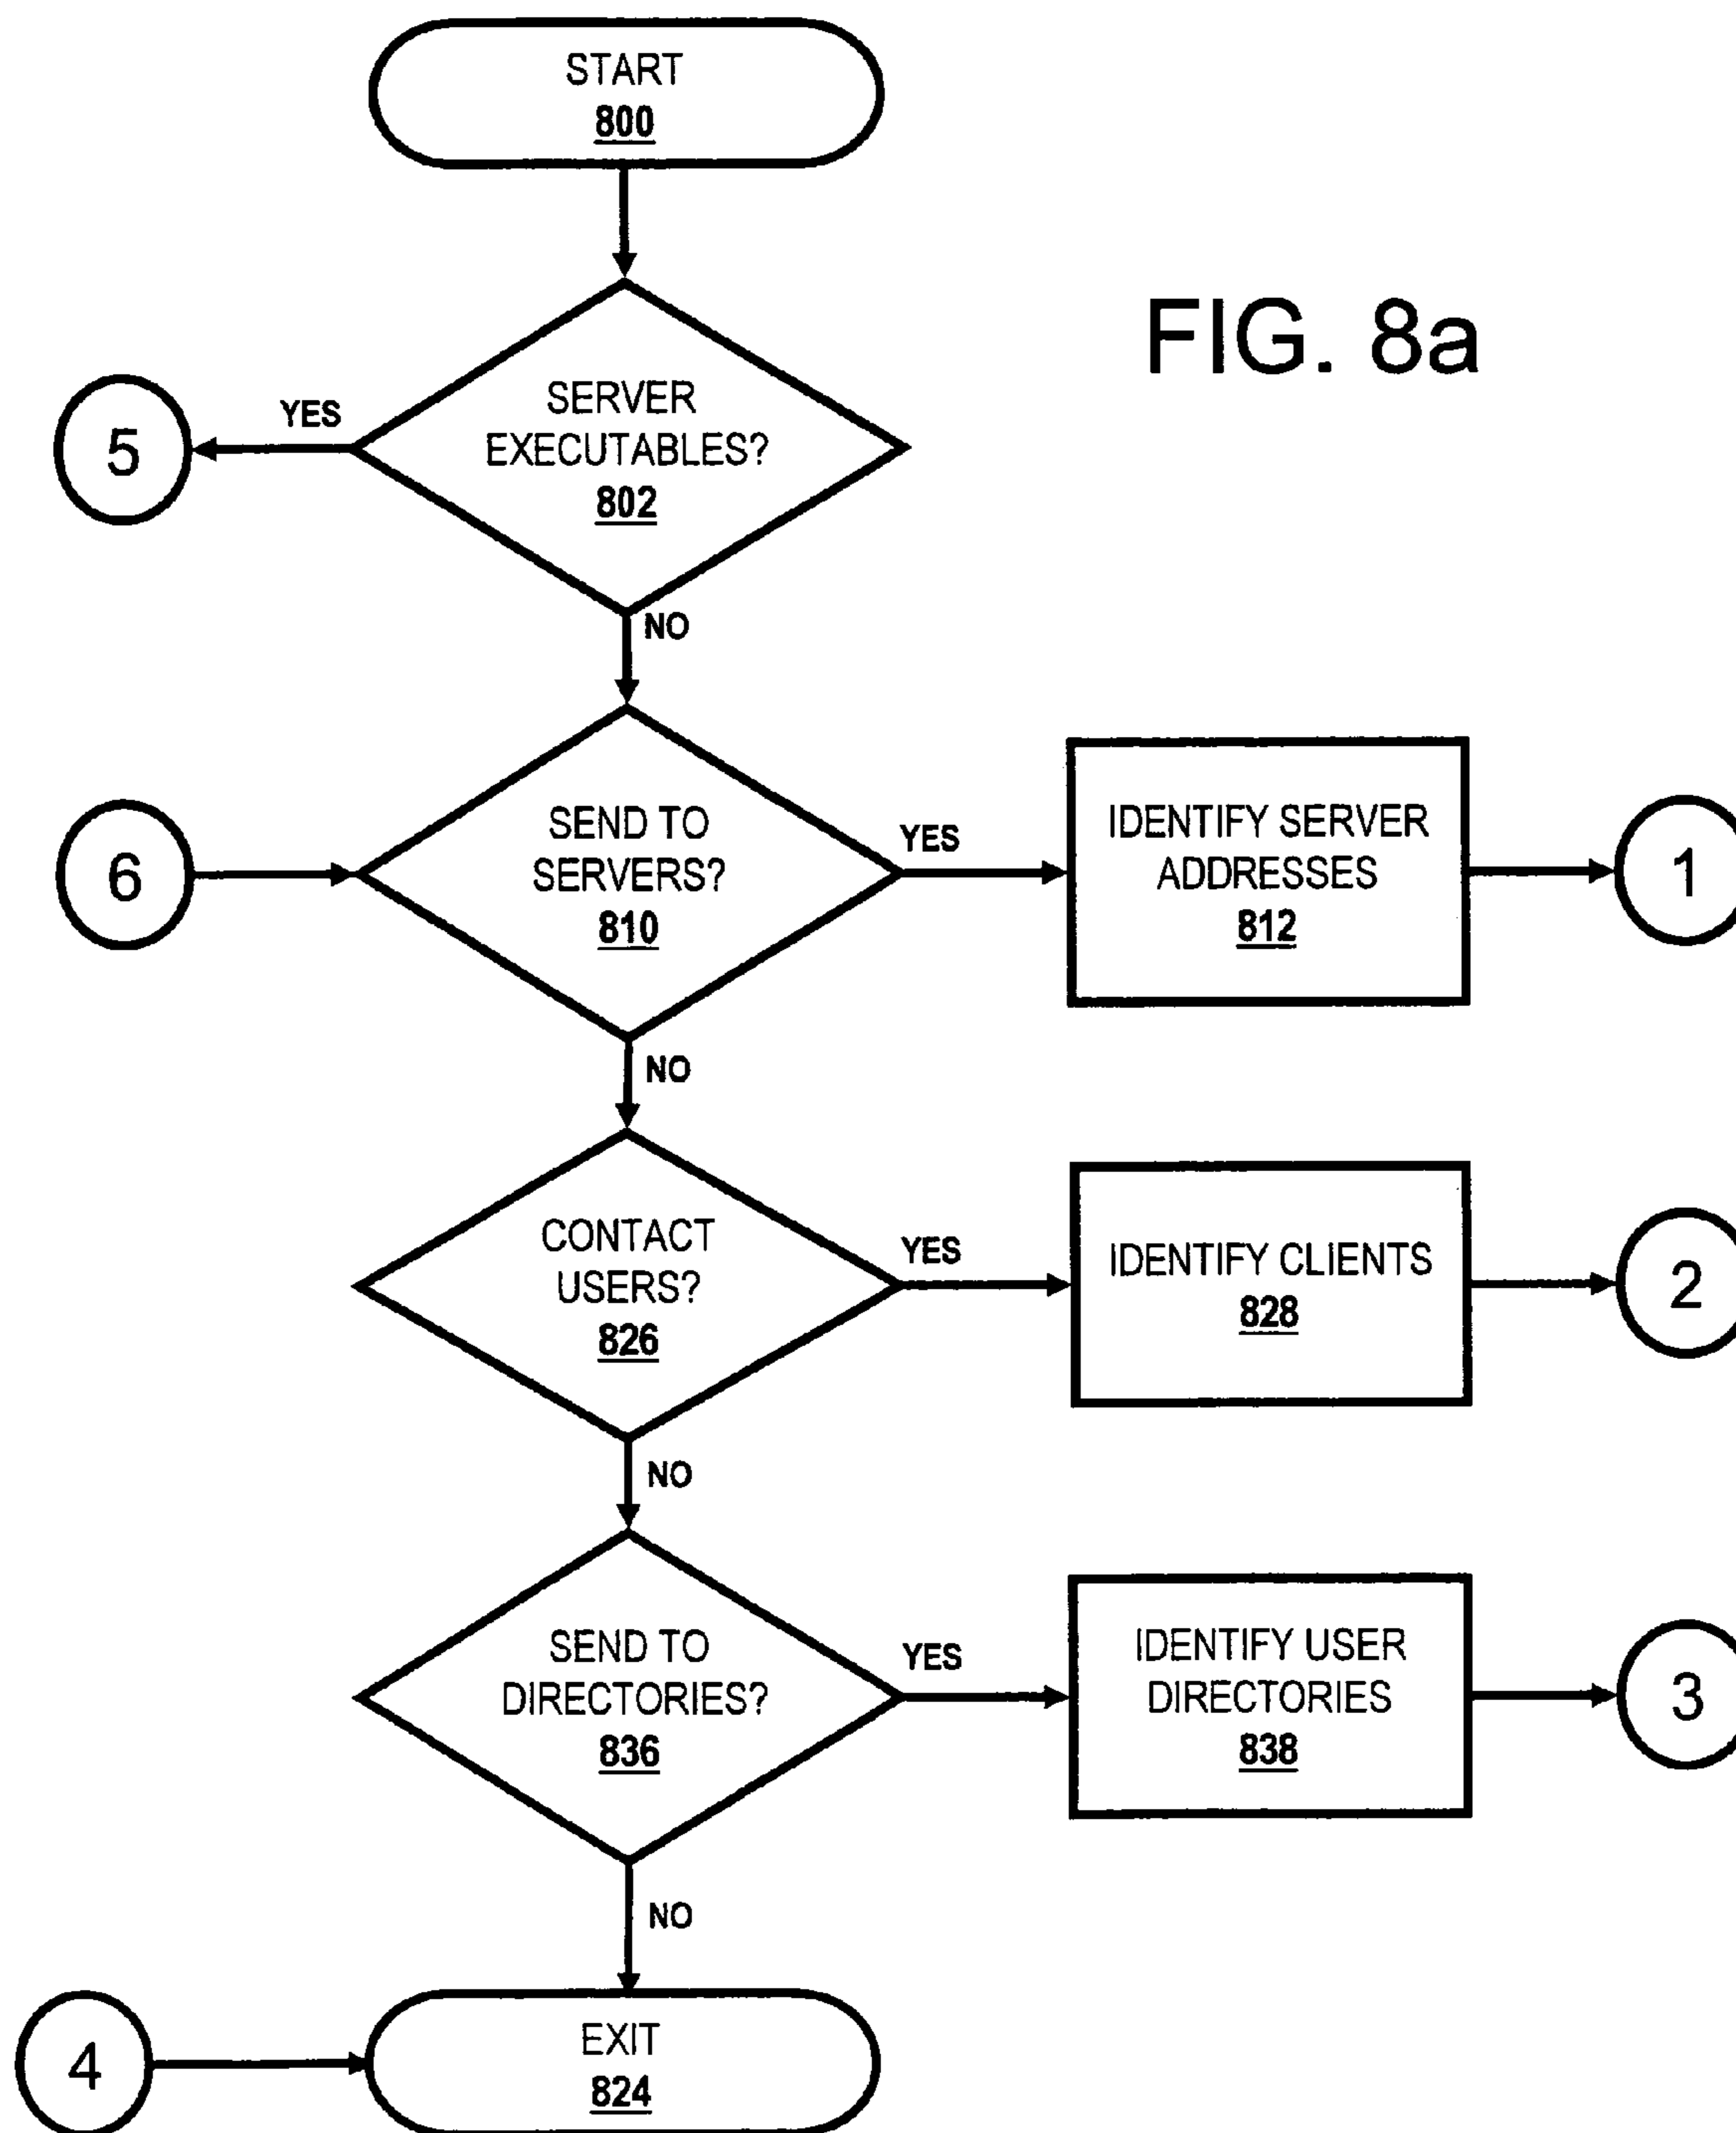 START
800
FIG. 8a
SERVER
EXECUTABLES?
802
YES
5
NO
6
SEND TO
SERVERS?
810
YES
IDENTIFY SERVER
ADDRESSES
812
1
NO
CONTACT
USERS?
826
YES
IDENTIFY CLIENTS
828
2
NO
SEND TO
DIRECTORIES?
836
YES
IDENTIFY USER
DIRECTORIES
838
3
NO
4
EXIT
824